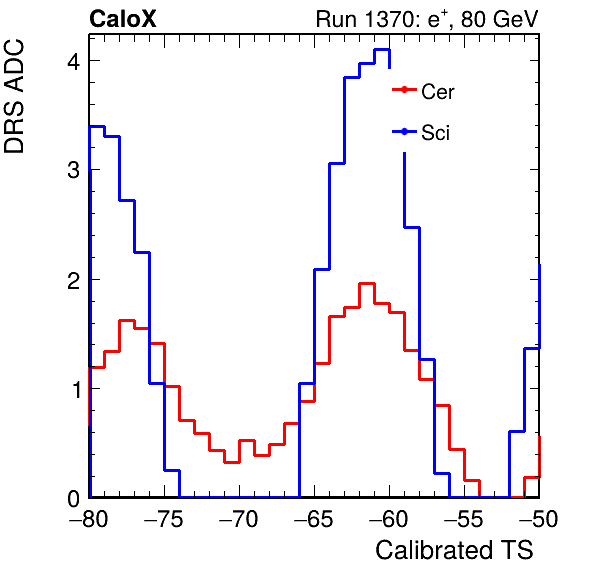 CaloX Run 1370: e⁺, 80 GeV
DRS ADC
4
3
2
1
0
Cer
Sci
−80 −75 −70 −65 −60 −55 −50
Calibrated TS